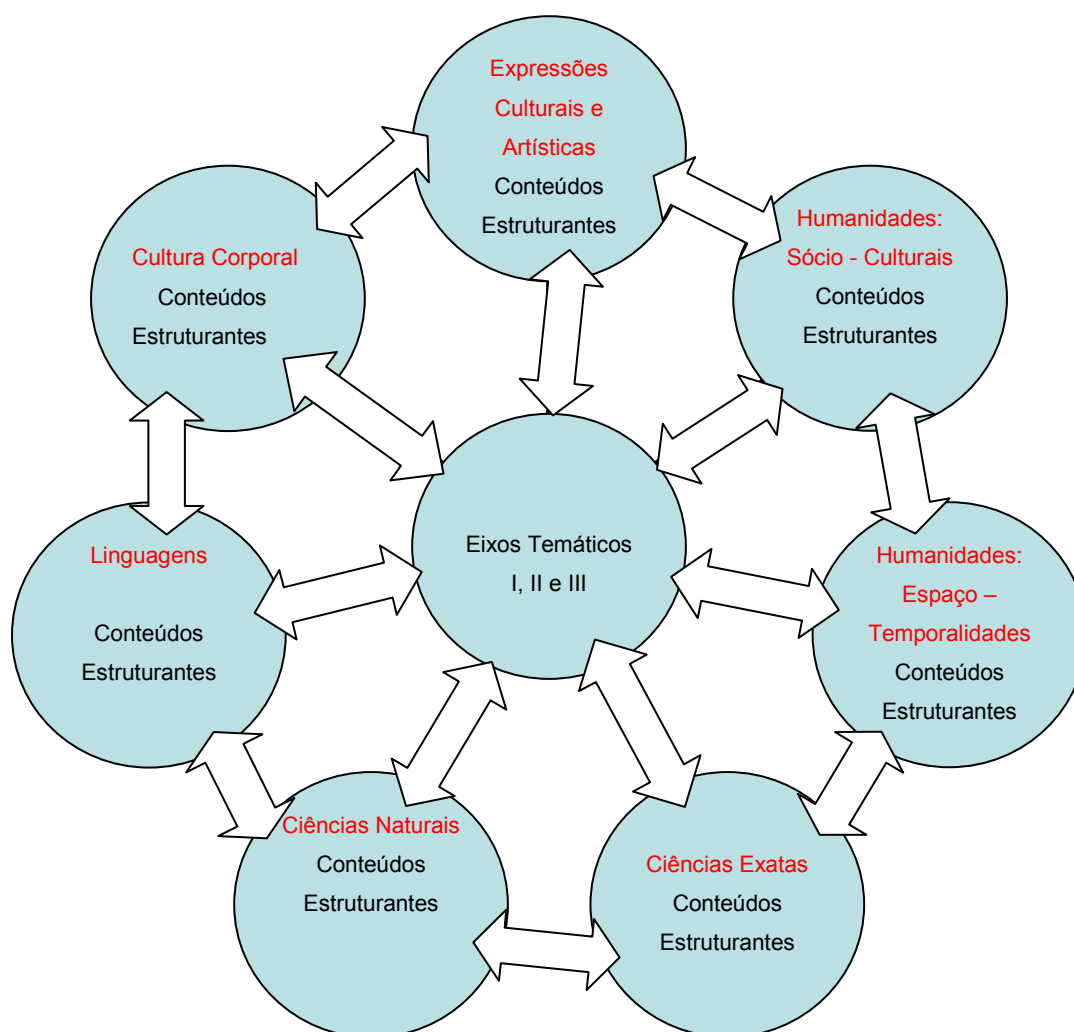 Expressões
Culturais e
Artísticas
Conteúdos
Estruturantes
Humanidades:
Sócio - Culturais
Conteúdos
Estruturantes
Cultura Corporal
Conteúdos
Estruturantes
Eixos Temáticos
I, II e III
Linguagens
Conteúdos
Estruturantes
Humanidades:
Espaço –
Temporalidades
Conteúdos
Estruturantes
Ciências Naturais
Conteúdos
Estruturantes
Ciências Exatas
Conteúdos
Estruturantes